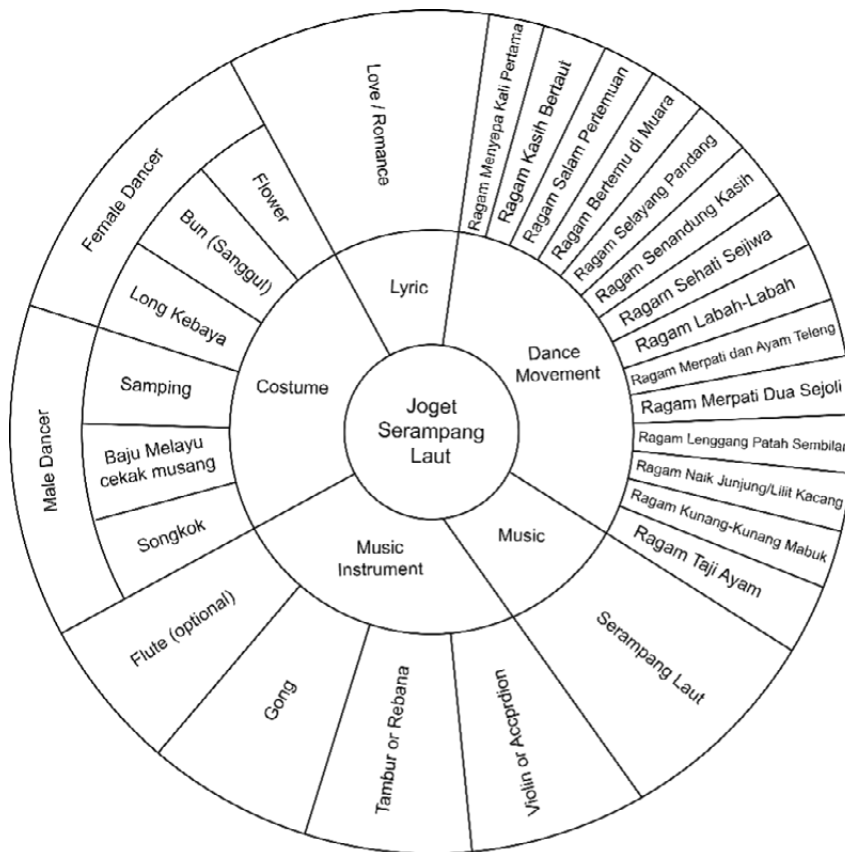 Joget
Serampang
Laut
Lyric
Love / Romance
Dance
Movement
Ragam Menyapa Kali Pertama
Ragam Kasih Bertaut
Ragam Salam Pertemuan
Ragam Bertemu di Muara
Ragam Selayang Pandang
Ragam Senandung Kasih
Ragam Sehati Sejiwa
Ragam Labah-Labah
Ragam Merpati dan Ayam Teleng
Ragam Merpati Dua Sejoli
Ragam Lenggang Patah Sembilan
Ragam Naik Junjung/Lilit Kacang
Ragam Kunang-Kunang Mabuk
Ragam Taji Ayam
Music
Serampang Laut
Music
Instrument
Violin or Accprdion
Tambur or Rebana
Gong
Flute (optional)
Costume
Male Dancer
Songkok
Baju Melayu
cekak musang
Samping
Female Dancer
Long Kebaya
Bun (Sanggul)
Flower